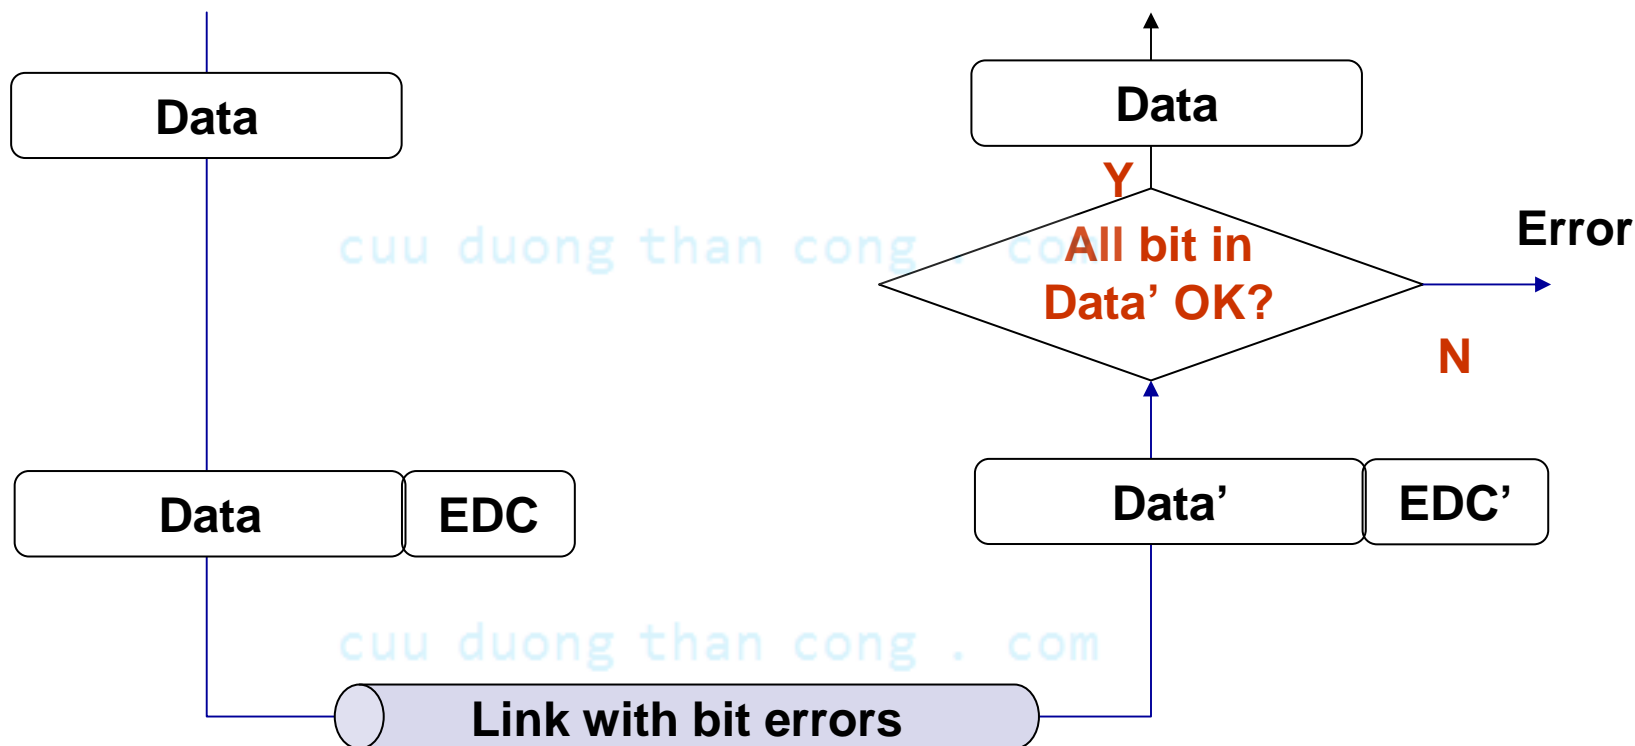 Data
Data
Y
cuu duong than cong . com
All bit in
Data’ OK?
Error
N
Data
EDC
Data’
EDC’
cuu duong than cong . com
Link with bit errors